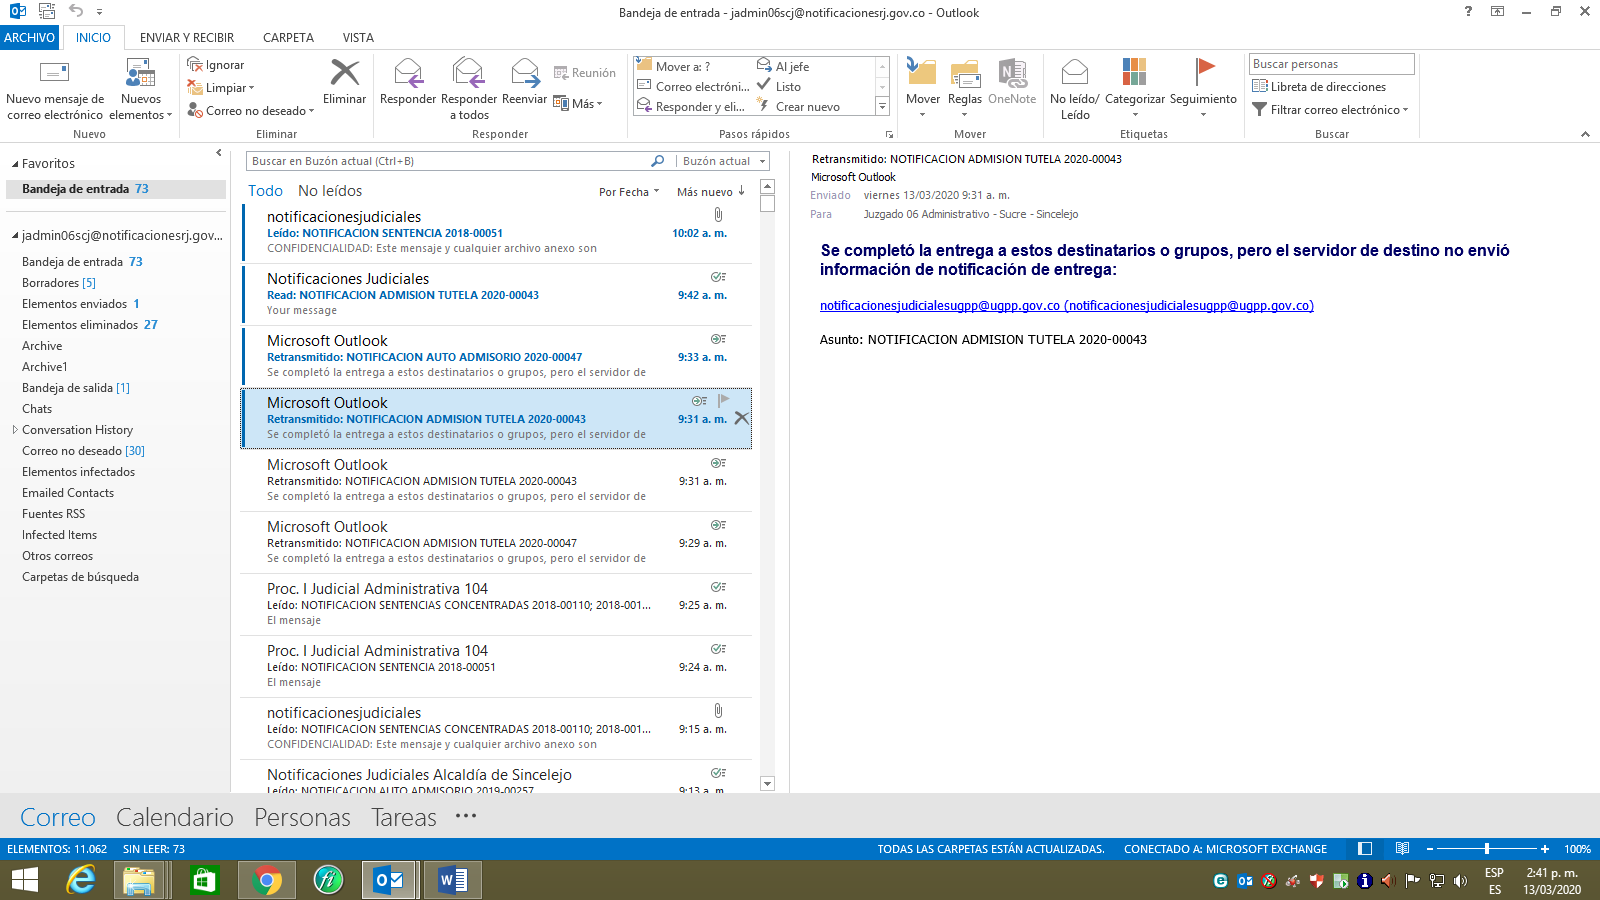 Bandeja de entrada - jadmin06scj@notificacionesrj.gov.co - Outlook
ARCHIVO INICIO ENVIAR Y RECIBIR CARPETA VISTA
Nuevo mensaje de
correo electrónico
Nuevos
elementos
Nuevo
Ignorar
Limpiar
Correo no deseado
Eliminar
Eliminar
Responder
Responder
a todos
Reenviar
Reunión
Más
Responder
Mover a: ?
Correo electróni...
Responder y eli...
Al jefe
Listo
Crear nuevo
Pasos rápidos
Mover
Reglas
OneNote
Mover
No leído/
Leído
Categorizar
Seguimiento
Etiquetas
Buscar personas
Libreta de direcciones
Filtrar correo electrónico
Buscar
Favoritos
Bandeja de entrada 73
jadmin06scj@notificacionesrj.gov...
Bandeja de entrada 73
Borradores [5]
Elementos enviados 1
Elementos eliminados 27
Archive
Archive1
Bandeja de salida [1]
Chats
Conversation History
Correo no deseado [30]
Elementos infectados
Emailed Contacts
Fuentes RSS
Infected Items
Otros correos
Carpetas de búsqueda
Buscar en Buzón actual (Ctrl+B) Buzón actual
Todo No leídos Por Fecha Más nuevo
notificacionesjudiciales
Leído: NOTIFICACION SENTENCIA 2018-00051 10:02 a. m.
CONFIDENCIALIDAD: Este mensaje y cualquier archivo anexo son
Notificaciones Judiciales
Read: NOTIFICACION ADMISION TUTELA 2020-00043 9:42 a. m.
Your message
Microsoft Outlook
Retransmitido: NOTIFICACION AUTO ADMISORIO 2020-00047 9:33 a. m.
Se completó la entrega a estos destinatarios o grupos, pero el servidor de
Microsoft Outlook
Retransmitido: NOTIFICACION ADMISION TUTELA 2020-00043 9:31 a. m.
Se completó la entrega a estos destinatarios o grupos, pero el servidor de
Microsoft Outlook
Retransmitido: NOTIFICACION ADMISION TUTELA 2020-00043 9:31 a. m.
Se completó la entrega a estos destinatarios o grupos, pero el servidor de
Microsoft Outlook
Retransmitido: NOTIFICACION ADMISION TUTELA 2020-00047 9:29 a. m.
Se completó la entrega a estos destinatarios o grupos, pero el servidor de
Proc. I Judicial Administrativa 104
Leído: NOTIFICACION SENTENCIAS CONCENTRADAS 2018-00110; 2018-001... 9:25 a. m.
El mensaje
Proc. I Judicial Administrativa 104
Leído: NOTIFICACION SENTENCIA 2018-00051 9:24 a. m.
El mensaje
notificacionesjudiciales
Leído: NOTIFICACION SENTENCIAS CONCENTRADAS 2018-00110; 2018-001... 9:15 a. m.
CONFIDENCIALIDAD: Este mensaje y cualquier archivo anexo son
Notificaciones Judiciales Alcaldía de Sincelejo
Leído: NOTIFICACION AUTO ADMISORIO 2019-00257 9:13 a. m.
Retransmitido: NOTIFICACION ADMISION TUTELA 2020-00043
Microsoft Outlook
Enviado viernes 13/03/2020 9:31 a. m.
Para Juzgado 06 Administrativo - Sucre - Sincelejo
Se completó la entrega a estos destinatarios o grupos, pero el servidor de destino no envió
información de notificación de entrega:
notificacionesjudicialesugpp@ugpp.gov.co (notificacionesjudicialesugpp@ugpp.gov.co)
Asunto: NOTIFICACION ADMISION TUTELA 2020-00043
Correo Calendario Personas Tareas
ELEMENTOS: 11.062 SIN LEER: 73 TODAS LAS CARPETAS ESTÁN ACTUALIZADAS. CONECTADO A: MICROSOFT EXCHANGE 100%
ESP 2:41 p. m.
ES 13/03/2020